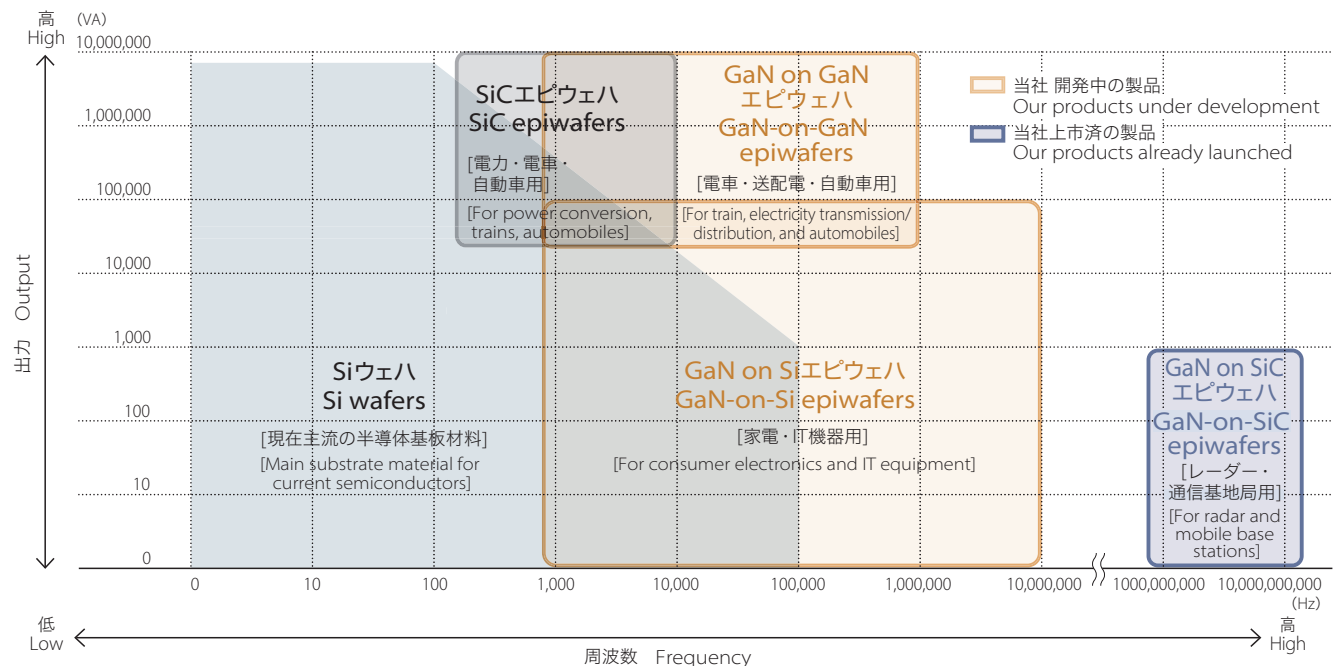 高
High
(VA)
10,000,000
1,000,000
100,000
10,000
1,000
100
10
0
出力 Output
SiCエピウェハ
SiC epiwafers
[電力・電車・
自動車用]
[For power conversion,
trains, automobiles]
GaN on GaN
エピウェハ
GaN-on-GaN
epiwafers
[電車・送配電・自動車用]
[For train, electricity transmission/
distribution, and automobiles]
当社 開発中の製品
Our products under development
当社上市済の製品
Our products already launched
Siウェハ
Si wafers
[現在主流の半導体基板材料]
[Main substrate material for
current semiconductors]
GaN on Siエピウェハ
GaN-on-Si epiwafers
[家電・IT機器用]
[For consumer electronics and IT equipment]
GaN on SiC
エピウェハ
GaN-on-SiC
epiwafers
[レーダー・
通信基地局用]
[For radar and
mobile base
stations]
0
10
100
1,000
10,000
100,000
1,000,000
10,000,000
1000,000,000
10,000,000,000
(Hz)
低
Low
高
High
周波数 Frequency